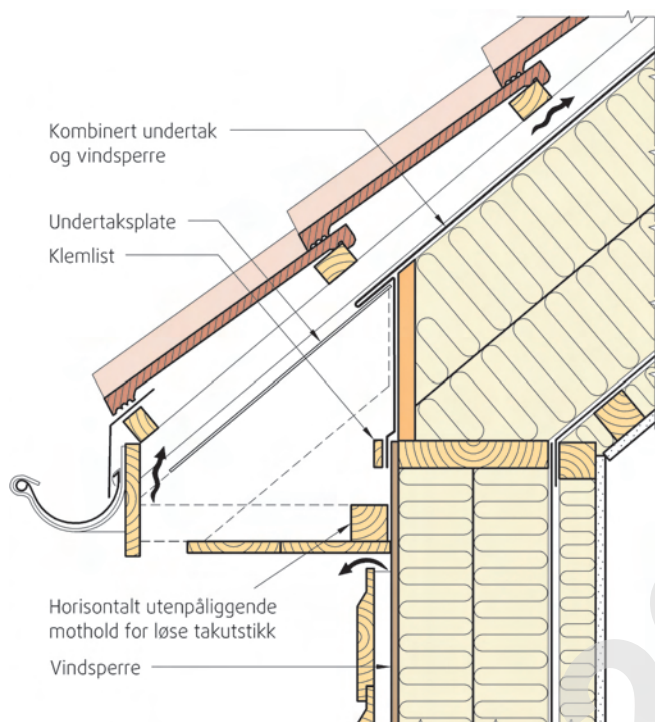 Kombinert undertak
og vindsperre
Undertaksplate
Klemlist
Horisontalt utenpåliggende
mothold for løse takutstikk
Vindsperre